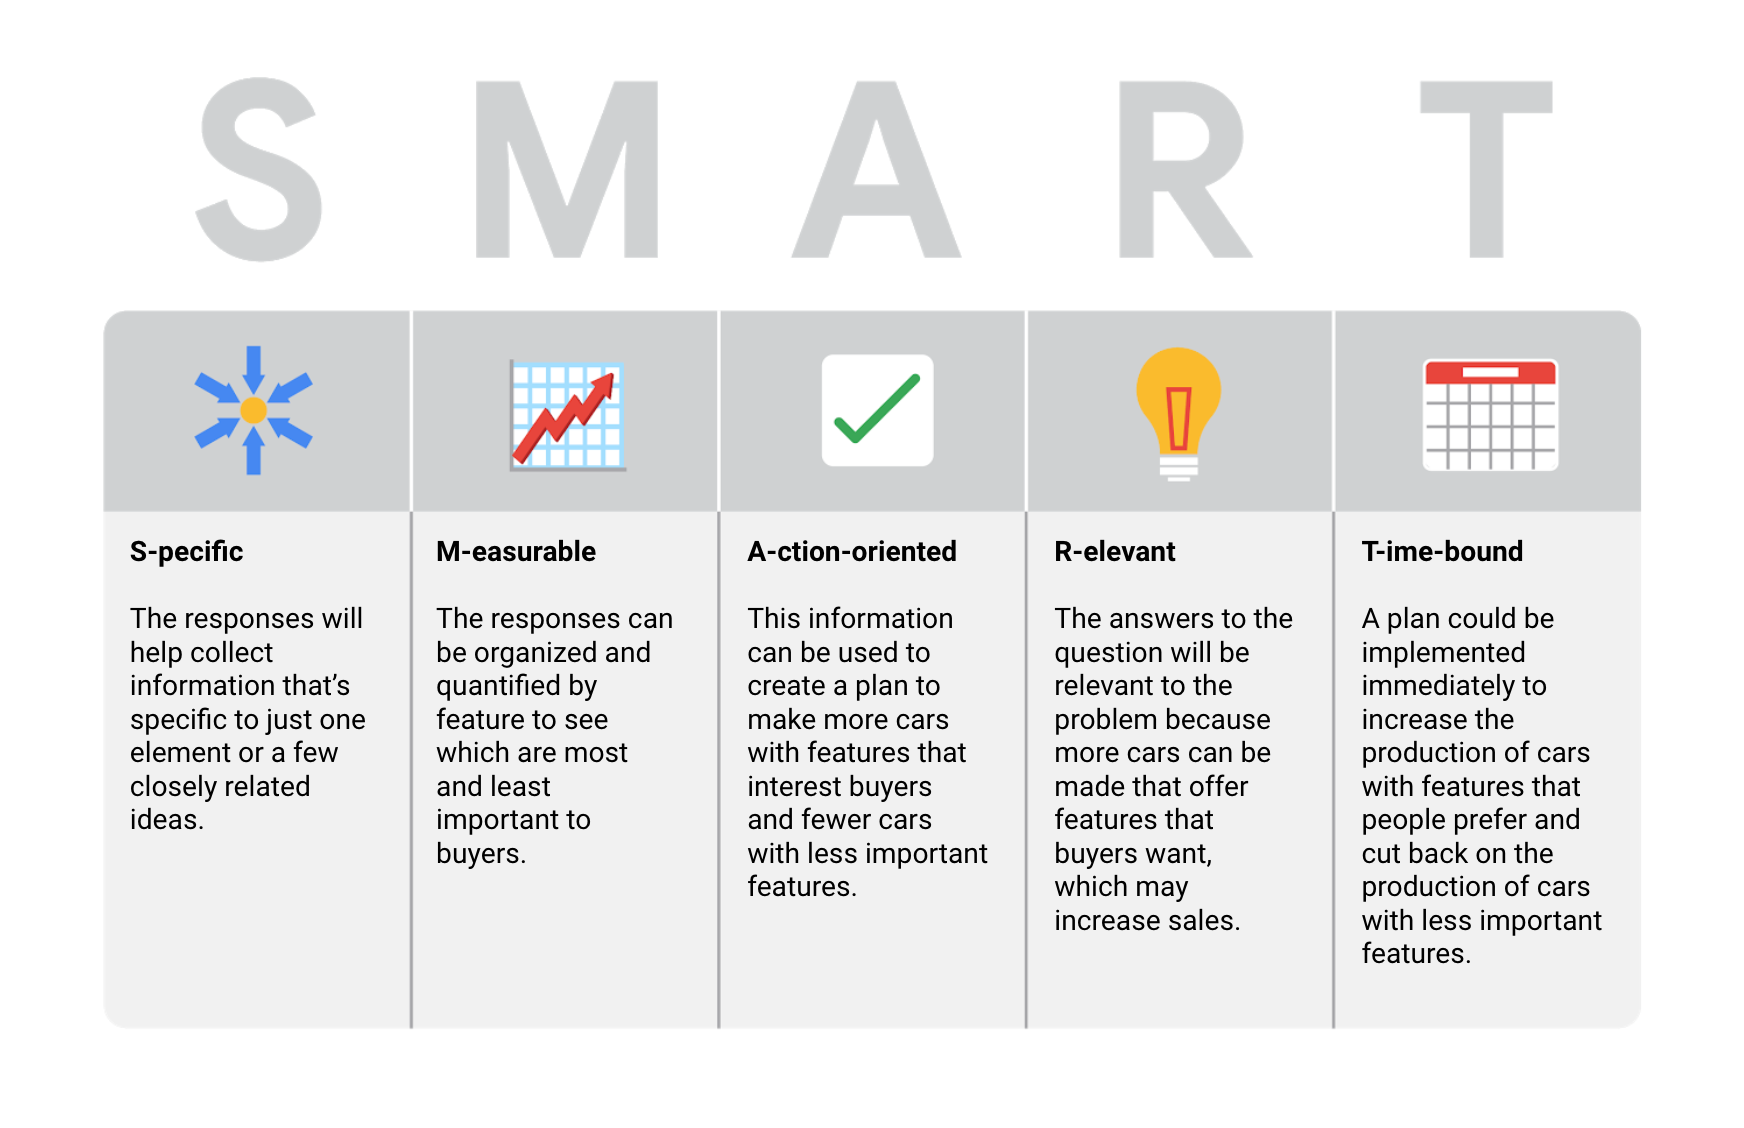 S M A R T
S-pecific
The responses will
help collect
information that’s
specific to just one
element or a few
closely related
ideas.
M-easurable
The responses can
be organized and
quantified by
feature to see
which are most
and least
important to
buyers.
A-ction-oriented
This information
can be used to
create a plan to
make more cars
with features that
interest buyers
and fewer cars
with less important
features.
R-elevant
The answers to the
question will be
relevant to the
problem because
more cars can be
made that offer
features that
buyers want,
which may
increase sales.
T-ime-bound
A plan could be
implemented
immediately to
increase the
production of cars
with features that
people prefer and
cut back on the
production of cars
with less important
features.